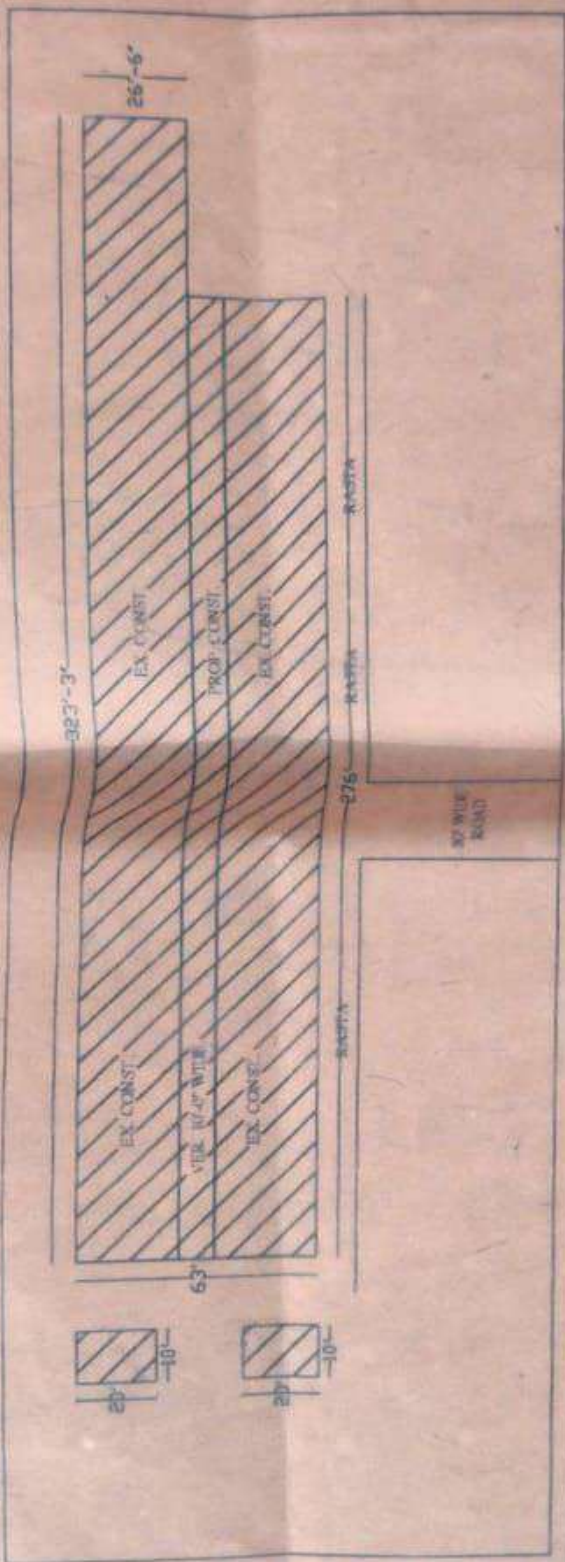 26'-6"
323'-3"
EX CONST.
PROP CONST.
EX CONST.
RASTA
RASTA
276'
30' WIDE
ROAD
EX CONST.
VER 10'-0" WIDE
EX CONST.
RASTA
63'
20'
10'
20'
10'